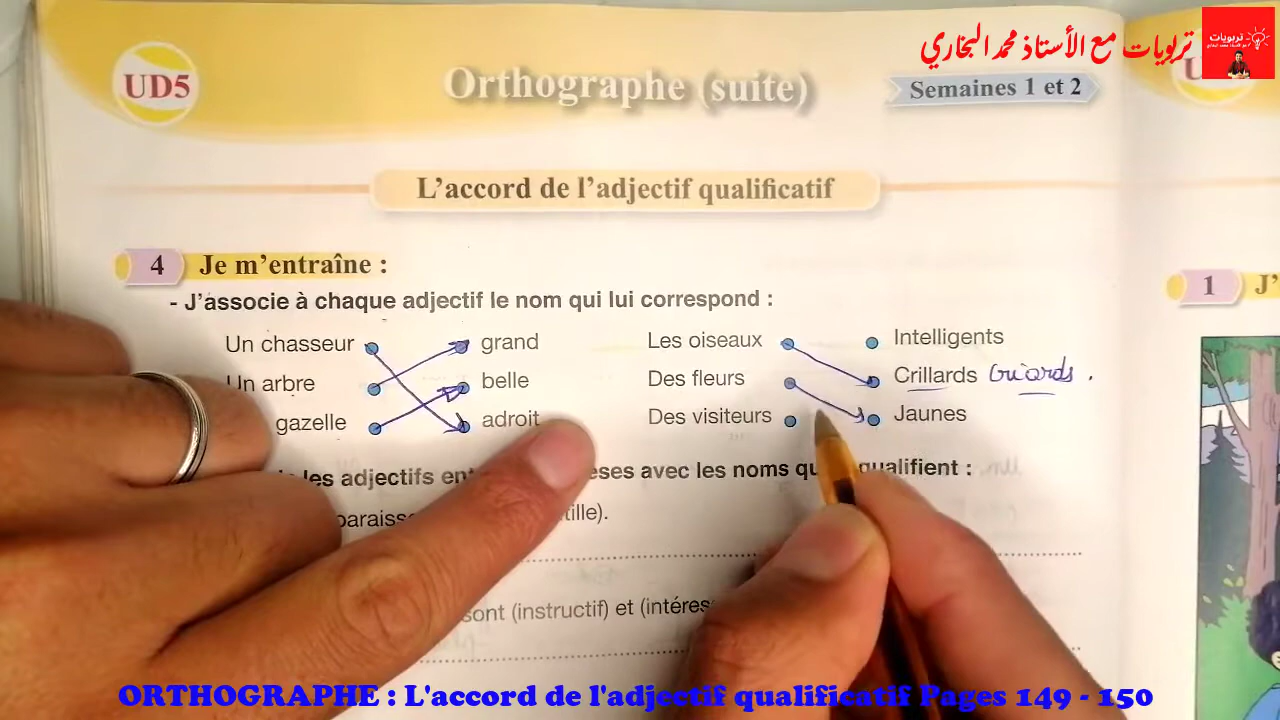 تربويات مع الأستاذ محمد البخاري
تربويات
UD5
Orthographe (suite)
Semaines 1 et 2
L'accord de l'adjectif qualificatif
4 Je m'entraîne :
- J'associe à chaque adjectif le nom qui lui correspond :
Un chasseur grand Les oiseaux Intelligents
Un arbre belle Des fleurs Crillards Criards .
gazelle adroit Des visiteurs Jaunes
les adjectifs avec les noms qualifient :
sont (instructif) et
1 J'
ORTHOGRAPHE : L'accord de l'adjectif qualificatif Pages 149 - 150